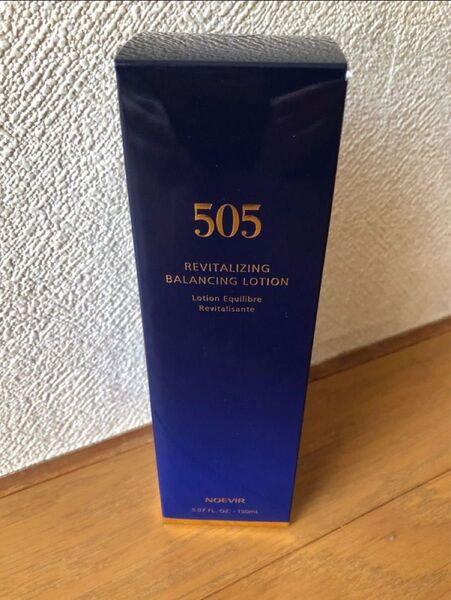 505
REVITALIZING
BALANCING LOTION
Lotion Equilibre
Revitalisante
NOEVIR
5.07 FL. OZ. - 150mL